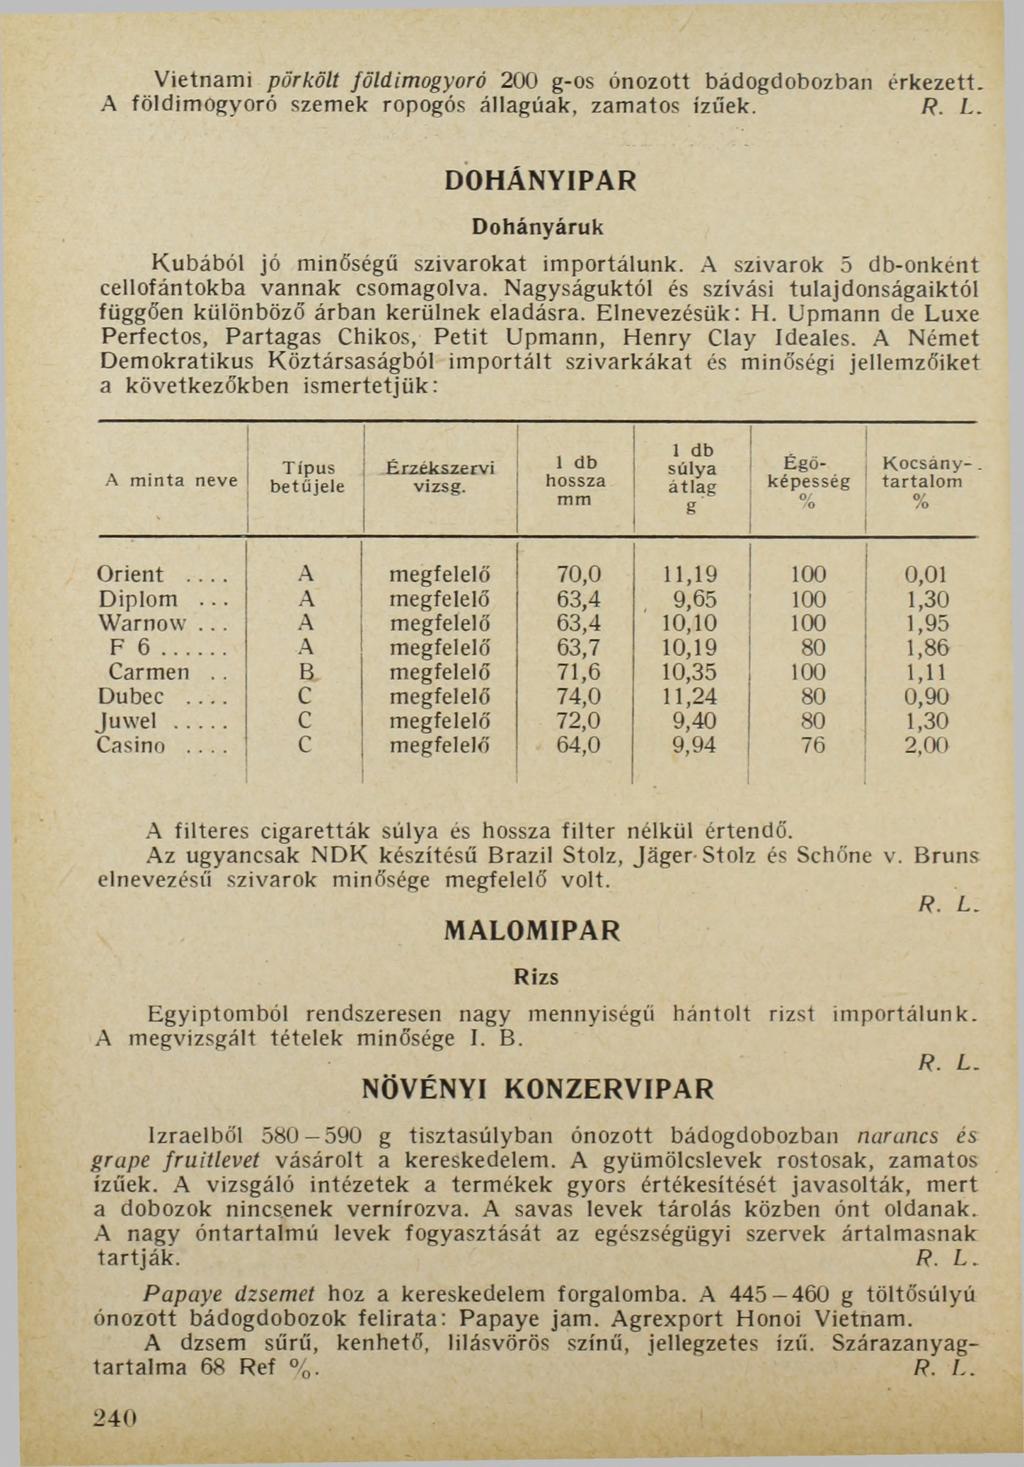 Vietnami pörkölt földimogyoró 200 g-os ónozott bádogdobozban érkezett.
A földimogyoró szemek ropogós állagúak, zamatos ízűek. R. L.
DOHÁNYIPAR
Dohányáruk
Kubából jó minőségű szivarokat importálunk. A szivarok 5 db-onként
cellofántokba vannak csomagolva. Nagyságuktól és szívási tulajdonságaiktól
függően különböző árban kerülnek eladásra. Elnevezésük: H. Upmann de Luxe
Perfectos, Partagas Chikos, Petit Upmann, Henry Clay Ideales. A Német
Demokratikus Köztársaságból importált szivarkákat és minőségi jellemzőiket
a következőkben ismertetjük:
A minta neve | Típus betűjele | Érzékszervi vizsg. | 1 db hossza mm | 1 db súlya átlag g | Égő-képesség % | Kocsány-tartalom %
Orient .... A megfelelő 70,0 11,19 100 0,01
Diplom ... A megfelelő 63,4 9,65 100 1,30
Warnow ... A megfelelő 63,4 10,10 100 1,95
F 6 ...... A megfelelő 63,7 10,19 80 1,86
Carmen .. B megfelelő 71,6 10,35 100 1,11
Dubec .... C megfelelő 74,0 11,24 80 0,90
Juwel ..... C megfelelő 72,0 9,40 80 1,30
Casino .... C megfelelő 64,0 9,94 76 2,00
A filteres cigaretták súlya és hossza filter nélkül értendő.
Az ugyancsak NDK készítésű Brazil Stolz, Jäger Stolz és Schőne v. Bruns
elnevezésű szivarok minősége megfelelő volt.
R. L.
MALOMIPAR
Rizs
Egyiptomból rendszeresen nagy mennyiségű hántolt rizst importálunk.
A megvizsgált tételek minősége I. B.
R. L.
NÖVÉNYI KONZERVIPAR
Izraelből 580—590 g tisztasúlyban ónozott bádogdobozban narancs és
grape fruitlevet vásárolt a kereskedelem. A gyümölcslevek rostosak, zamatos
ízűek. A vizsgáló intézetek a termékek gyors értékesítését javasolták, mert
a dobozok nincsenek vernírozva. A savas levek tárolás közben ónt oldanak.
A nagy óntartalmú levek fogyasztását az egészségügyi szervek ártalmasnak
tartják. R. L.
Papaye dzsemet hoz a kereskedelem forgalomba. A 445—460 g töltősúlyú
ónozott bádogdobozok felirata: Papaye jam. Agrexport Honoi Vietnam.
A dzsem sűrű, kenhető, lilásvörös színű, jellegzetes ízű. Szárazanyag-
tartalma 68 Ref %. R. L.
240